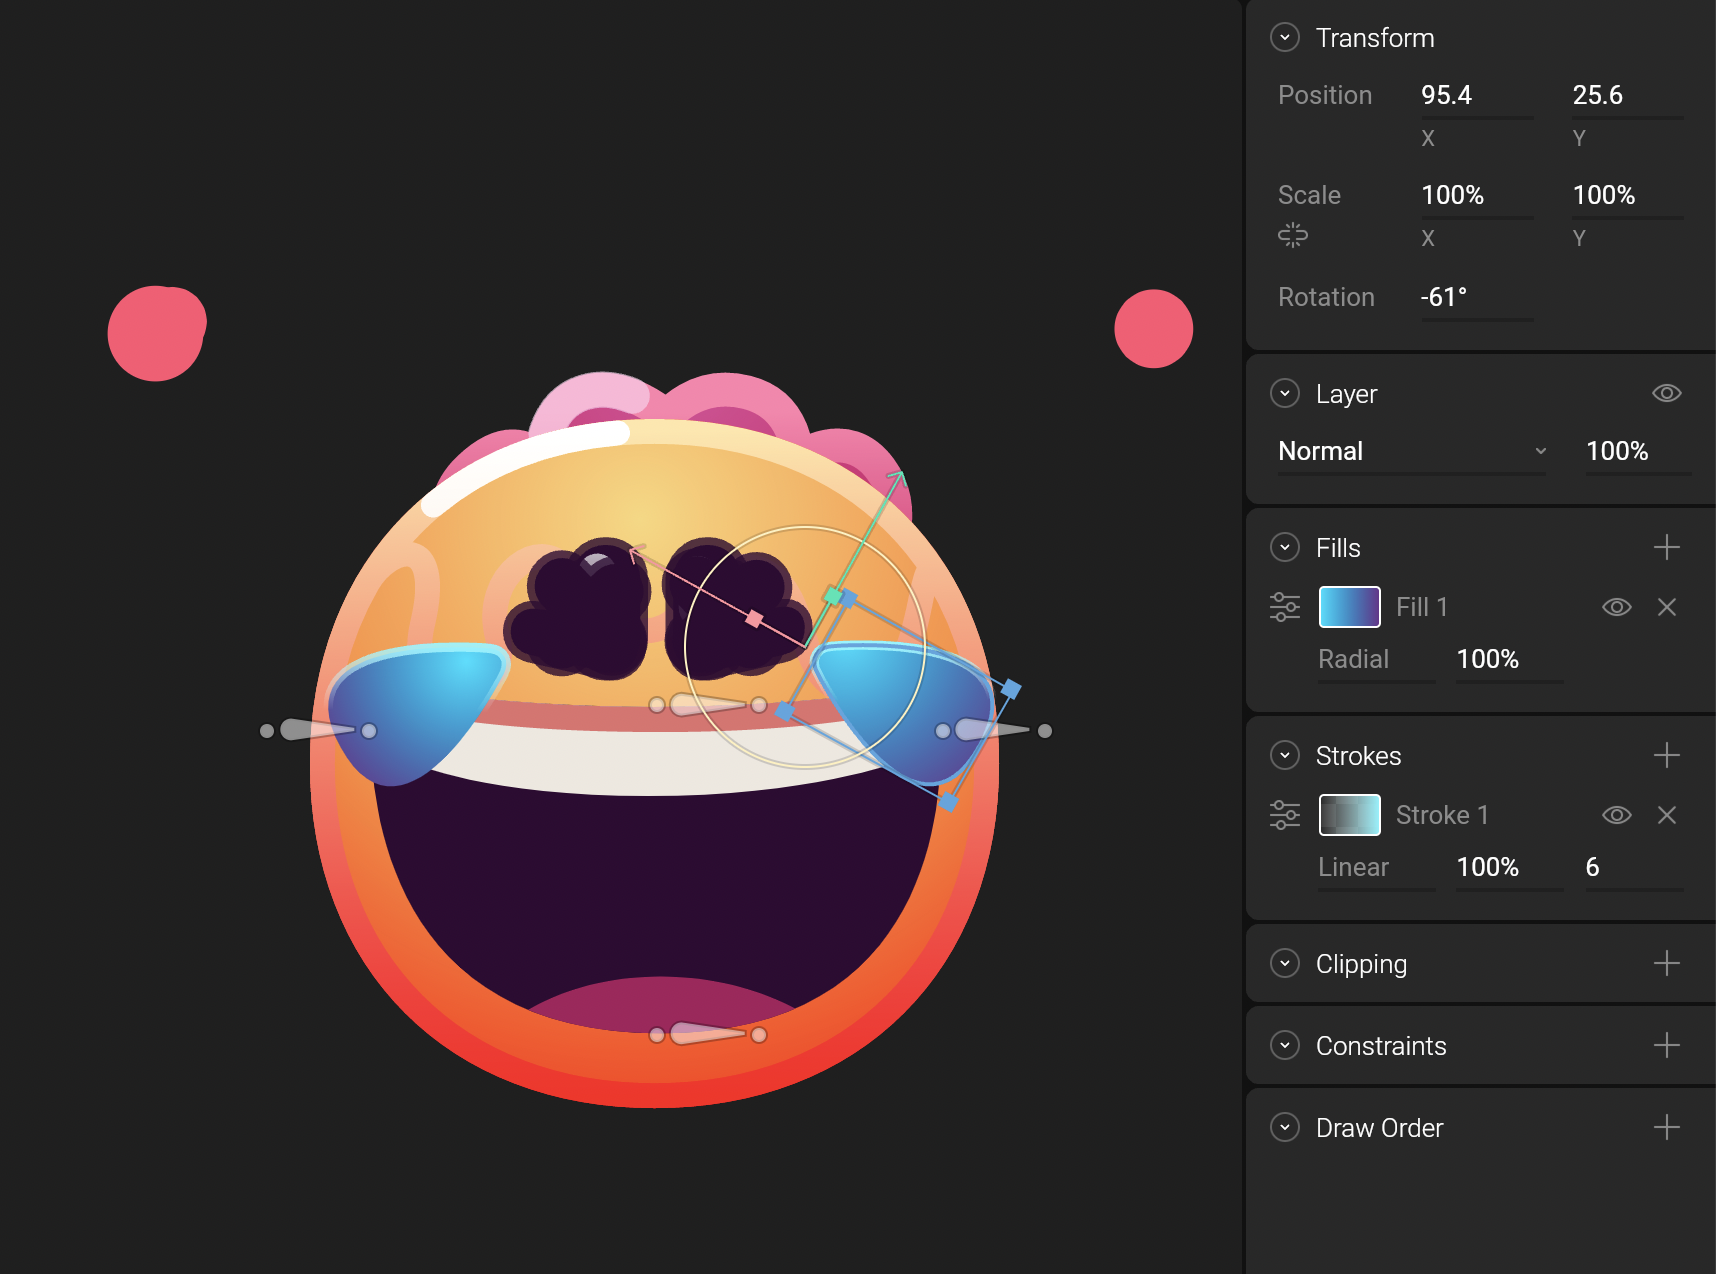 Transform
Position 95.4 25.6
X Y
Scale 100% 100%
X Y
Rotation -61°
Layer
Normal 100%
Fills
Fill 1
Radial 100%
Strokes
Stroke 1
Linear 100% 6
Clipping
Constraints
Draw Order